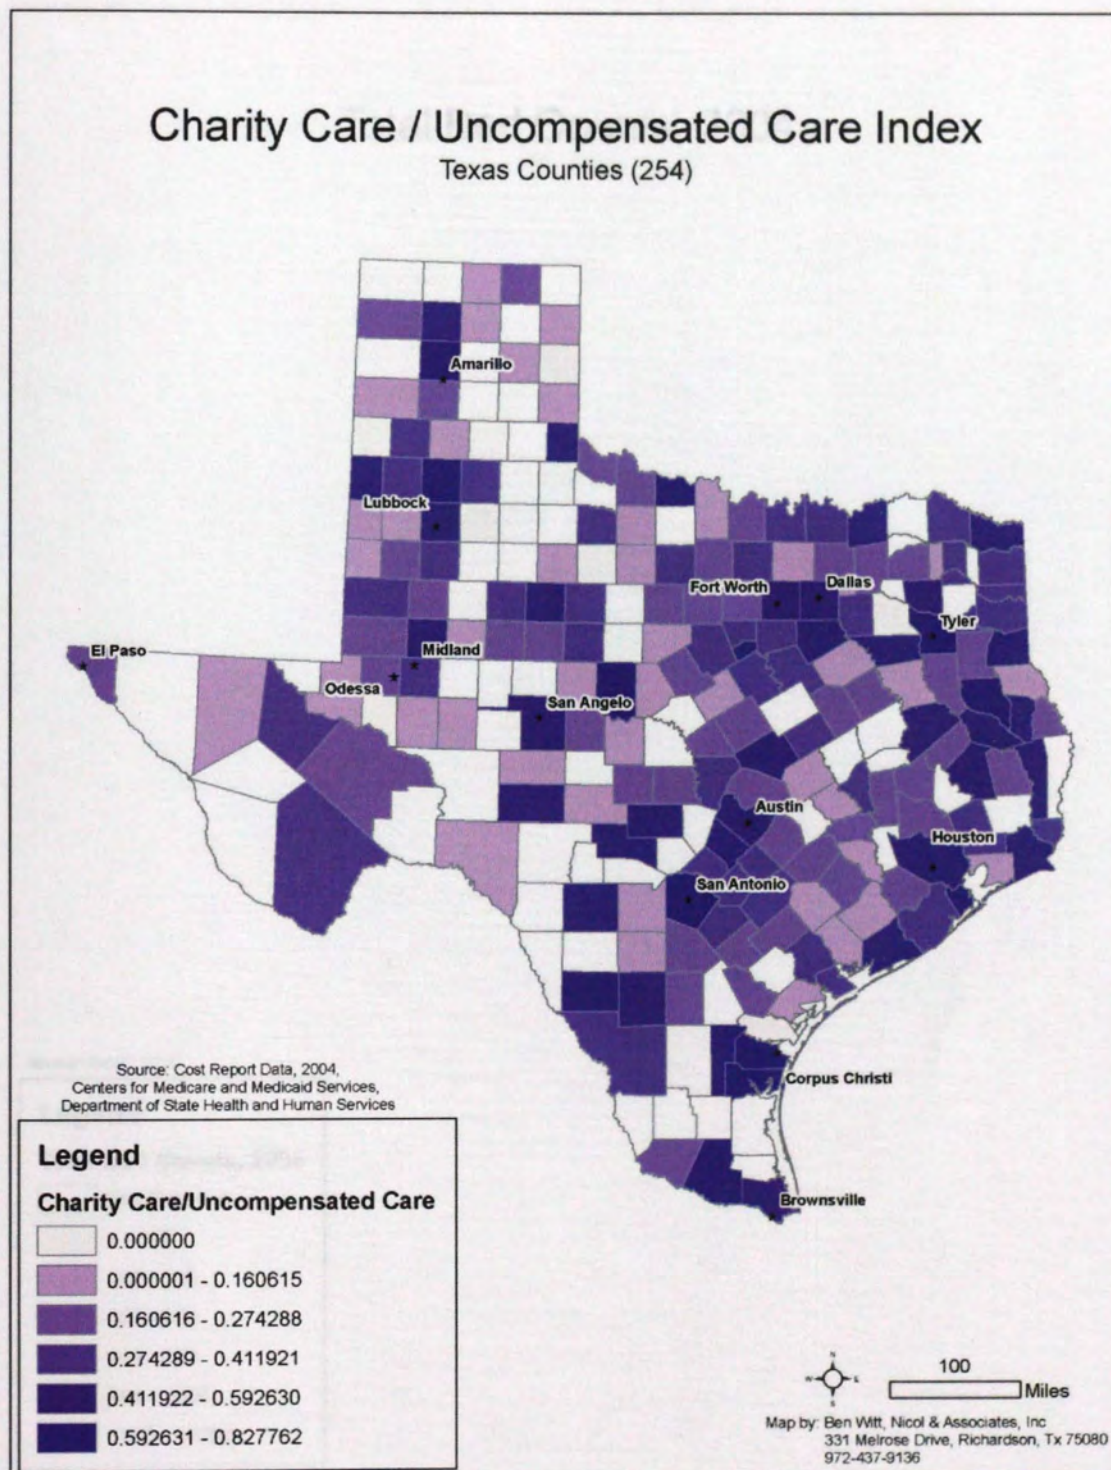 Charity Care / Uncompensated Care Index
Texas Counties (254)
Amarillo
Lubbock
Fort Worth
Dallas
Tyler
El Paso
Midland
Odessa
San Angelo
Austin
Houston
San Antonio
Corpus Christi
Brownsville
Source: Cost Report Data, 2004,
Centers for Medicare and Medicaid Services,
Department of State Health and Human Services
Legend
Charity Care/Uncompensated Care
0.000000
0.000001 - 0.160615
0.160616 - 0.274288
0.274289 - 0.411921
0.411922 - 0.592630
0.592631 - 0.827762
N
W
E
S
100
Miles
Map by: Ben Witt, Nicol & Associates, Inc
331 Melrose Drive, Richardson, Tx 75080
972-437-9136